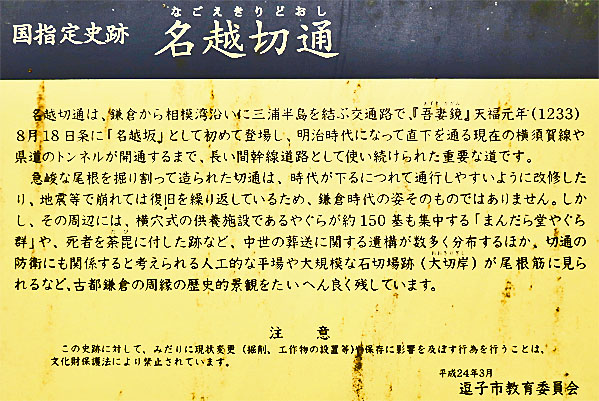 なごえきりどおし
国指定史跡 名越切通
名越切通は、鎌倉から相模湾沿いに三浦半島を結ぶ交通路で、『吾妻鏡』天福元年(1233)
8月18日条に「名越坂」として初めて登場し、明治時代になって直下を通る現在の横須賀線や
県道のトンネルが開通するまで、長い間幹線道路として使い続けられた重要な道です。
急峻な尾根を掘り割って造られた切通は、時代が下るにつれて通行しやすいように改修した
り、地震等で崩れては復旧を繰り返しているため、鎌倉時代の姿そのものではありません。しか
し、その周辺には、横穴式の供養施設であるやぐらが約150基も集中する「まんだら堂やぐら
群」や、死者を荼毘に付した跡など、中世の葬送に関する遺構が数多く分布するほか、切通の
防衛にも関係すると考えられる人工的な平場や大規模な石切場跡(大切岸)が尾根筋に見ら
れるなど、古都鎌倉の周縁の歴史的景観をたいへん良く残しています。
注 意
この史跡に対して、みだりに現状変更(掘削、工作物の設置等)や保存に影響を及ぼす行為を行うことは、
文化財保護法により禁止されています。
平成24年3月
逗子市教育委員会